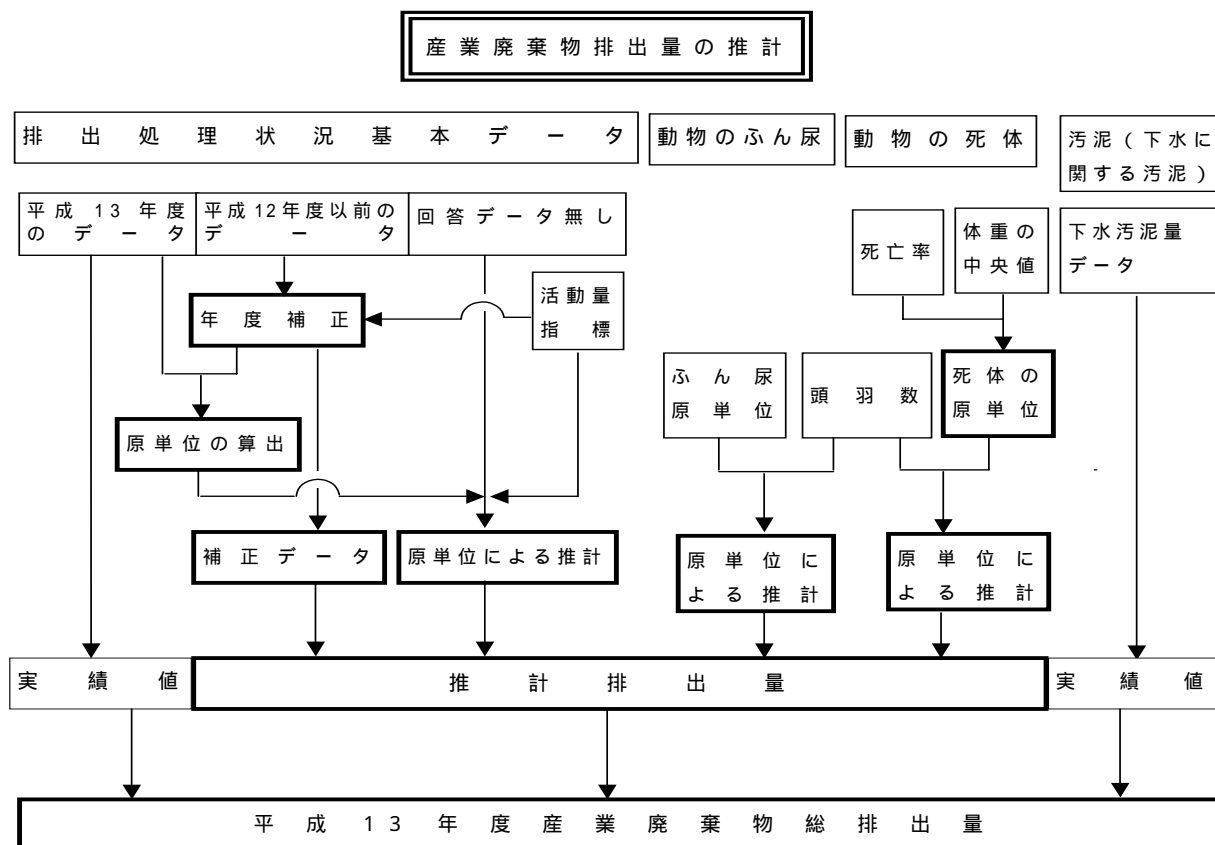 産業廃棄物排出量の推計
排出処理状況基本データ
動物のふん尿
動物の死体
汚泥(下水に
関する汚泥)
平成13年度
のデータ
平成12年度以前の
データ
回答データ無し
死亡率
体重の
中央値
下水汚泥量
データ
年度補正
活動量
指標
ふん尿
原単位
頭羽数
死体の
原単位
原単位の算出
補正データ
原単位による推計
原単位に
よる推計
原単位に
よる推計
実績値
推計排出量
実績値
平成13年度産業廃棄物総排出量